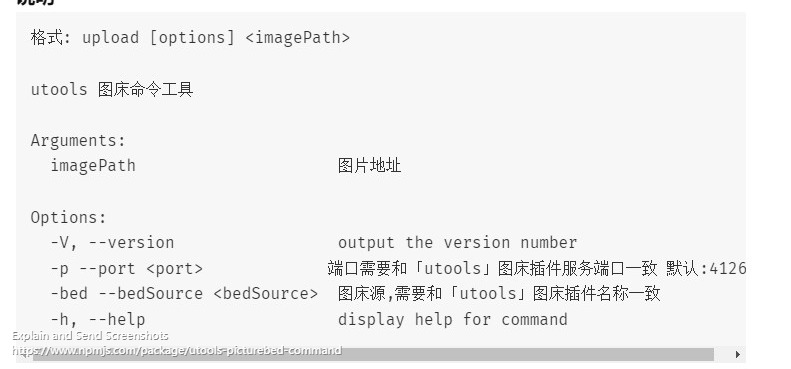 说明
格式: upload [options] <imagePath>
utools 图床命令工具
Arguments:
imagePath 图片地址
Options:
-V, --version output the version number
-p --port <port> 端口需要和「utools」图床插件服务端口一致 默认:4126
-bed --bedSource <bedSource> 图床源,需要和「utools」图床插件名称一致
-h, --help display help for command
Explain and Send Screenshots
https://www.npmjs.com/package/utools-picturebed-command